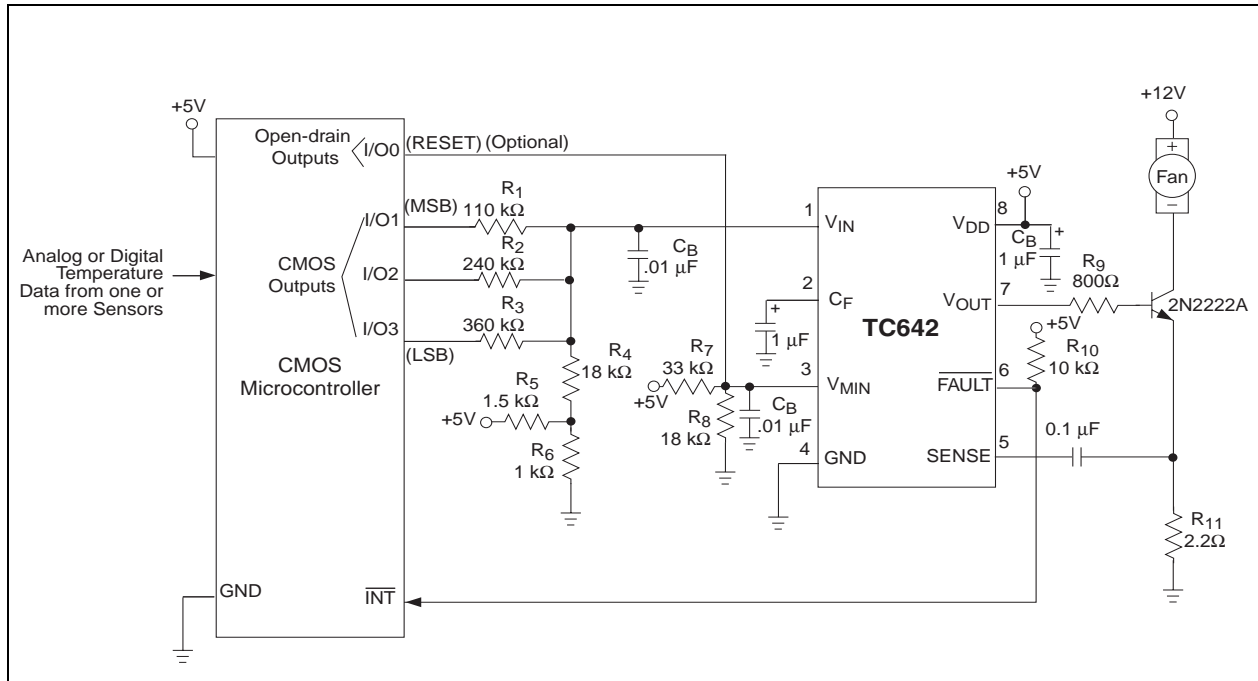 +5V
Open-drain
Outputs
I/O0
(RESET) (Optional)
Analog or Digital
Temperature
Data from one or
more Sensors
CMOS
Outputs
I/O1
(MSB)
I/O2
I/O3
(LSB)
CMOS
Microcontroller
GND
INT
R1
110 kΩ
R2
240 kΩ
R3
360 kΩ
R4
18 kΩ
R5
1.5 kΩ
+5V
R6
1 kΩ
CB
.01 µF
1 µF
R7
33 kΩ
+5V
R8
18 kΩ
CB
.01 µF
1
VIN
2
CF
3
VMIN
4
GND
TC642
8
VDD
7
VOUT
6
FAULT
5
SENSE
+5V
CB
1 µF
+
+
R9
800Ω
+5V
R10
10 kΩ
0.1 µF
+12V
+
Fan
–
2N2222A
R11
2.2Ω